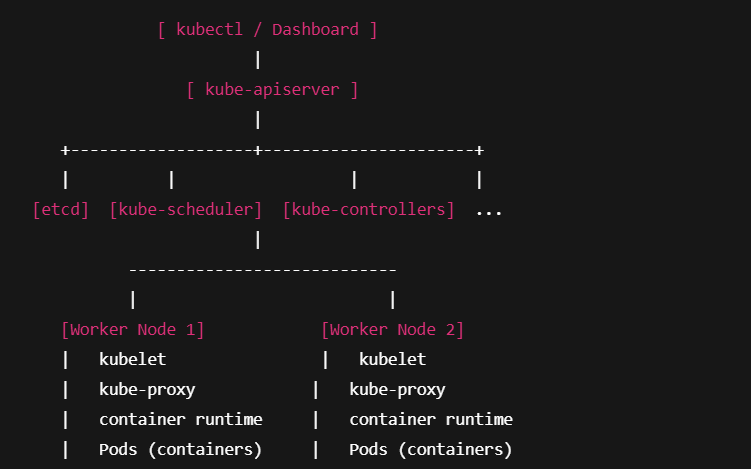 [ kubectl / Dashboard ]
|
[ kube-apiserver ]
|
+-------------------+----------------------+
| | | |
[etcd] [kube-scheduler] [kube-controllers] ...
|
----------------------------
| |
[Worker Node 1] [Worker Node 2]
| kubelet | kubelet
| kube-proxy | kube-proxy
| container runtime | container runtime
| Pods (containers) | Pods (containers)